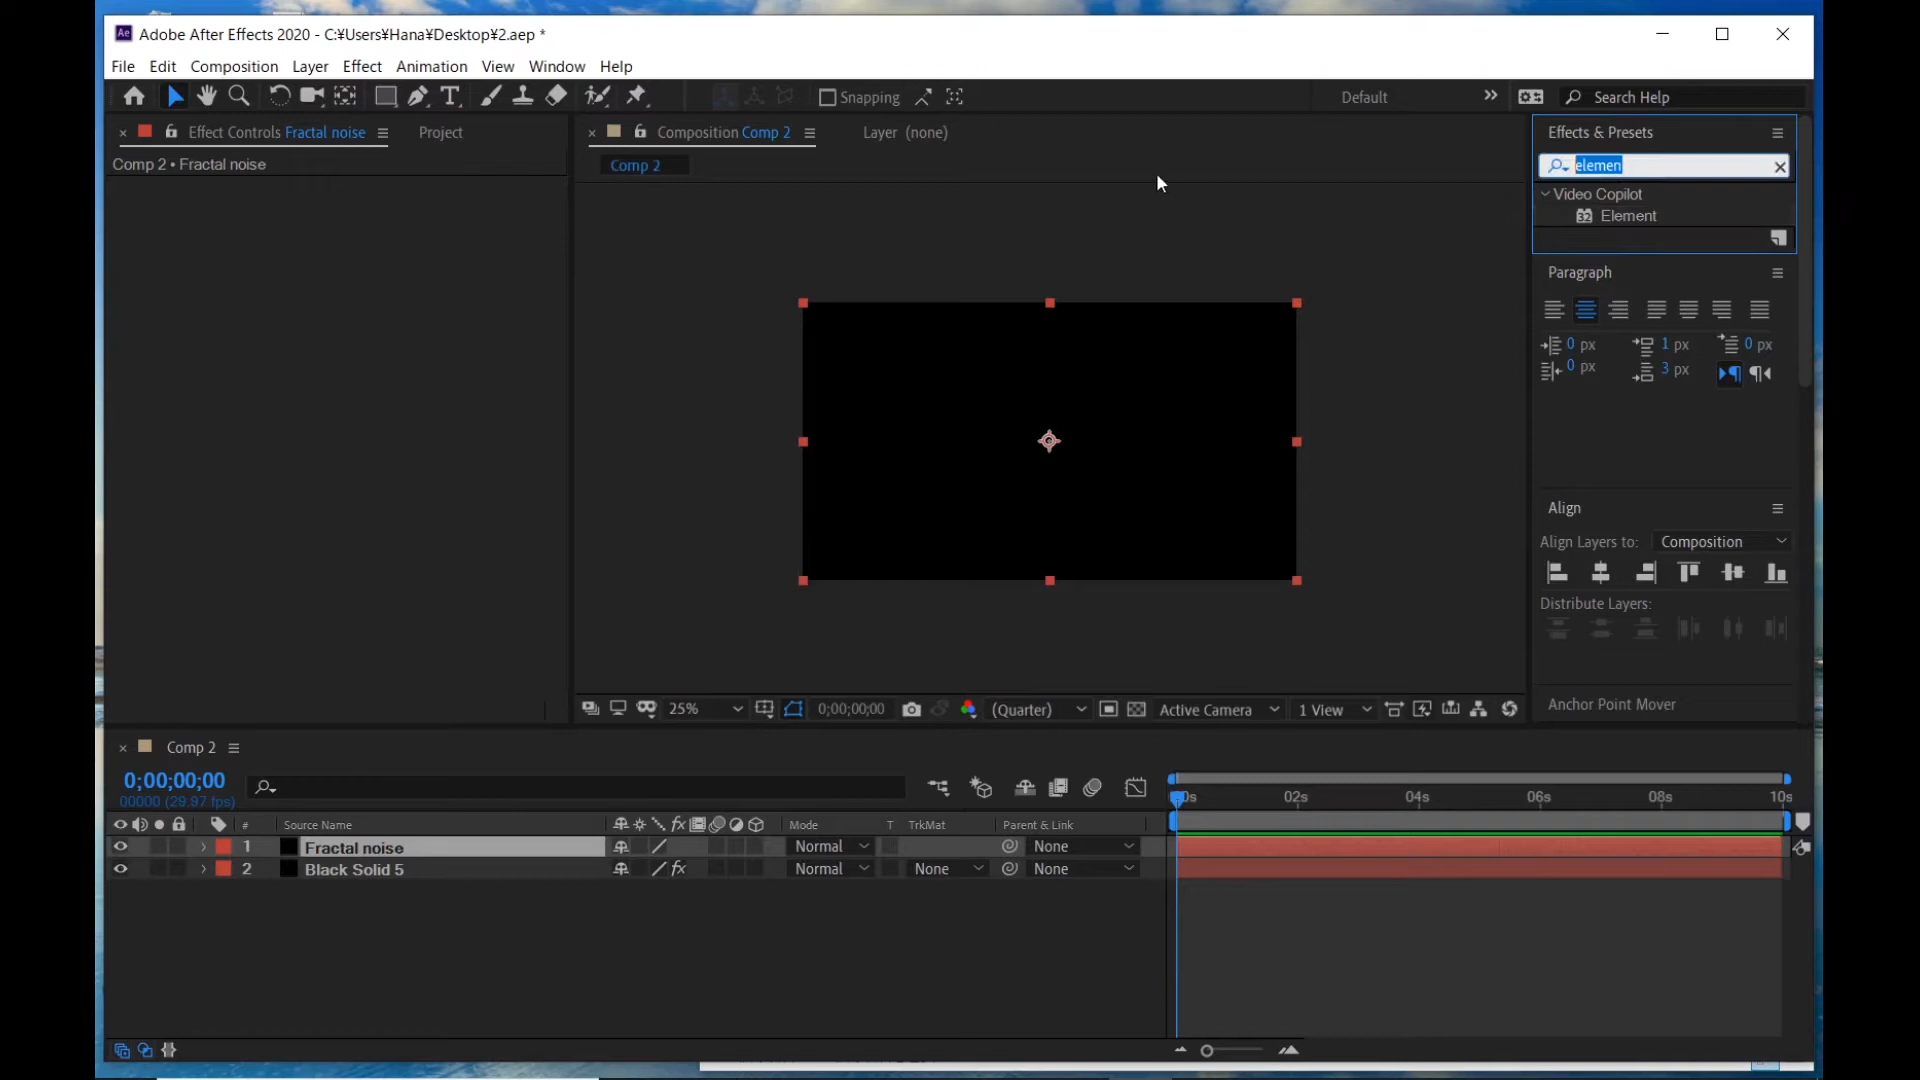 Adobe After Effects 2020 - C:¥Users¥Hana¥Desktop¥2.aep *
File Edit Composition Layer Effect Animation View Window Help
Snapping Default Search Help
Effect Controls Fractal noise Project Composition Comp 2 Layer (none) Effects & Presets
Comp 2 • Fractal noise
Comp 2
elemen
Video Copilot
32 Element
Paragraph
0 px 1 px 0 px
0 px 3 px
Align
Align Layers to: Composition
Distribute Layers:
Anchor Point Mover
25% 0;00;00;00 (Quarter) Active Camera 1 View
Comp 2
0;00;00;00
00000 (29.97 fps)
0s 02s 04s 06s 08s 10s
# Source Name fx Mode T TrkMat Parent & Link
1 Fractal noise Normal None
2 Black Solid 5 fx Normal None None